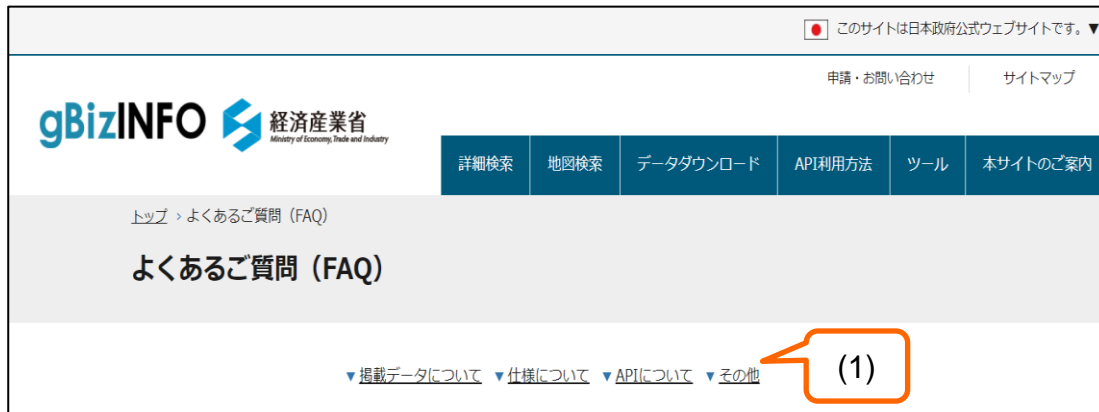 このサイトは日本政府公式ウェブサイトです。▼
申請・お問い合わせ サイトマップ
gBizINFO 経済産業省
Ministry of Economy, Trade and Industry
詳細検索 地図検索 データダウンロード API利用方法 ツール 本サイトのご案内
トップ › よくあるご質問（FAQ）
よくあるご質問（FAQ）
▼掲載データについて ▼仕様について ▼APIについて ▼その他
(1)